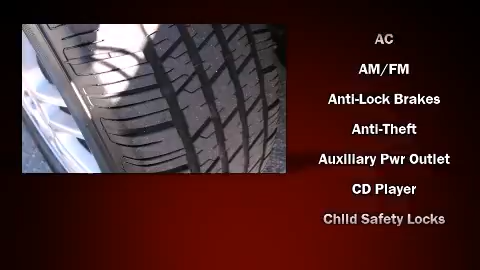 AC
AM/FM
Anti-Lock Brakes
Anti-Theft
Auxiliary Pwr Outlet
CD Player
Child Safety Locks